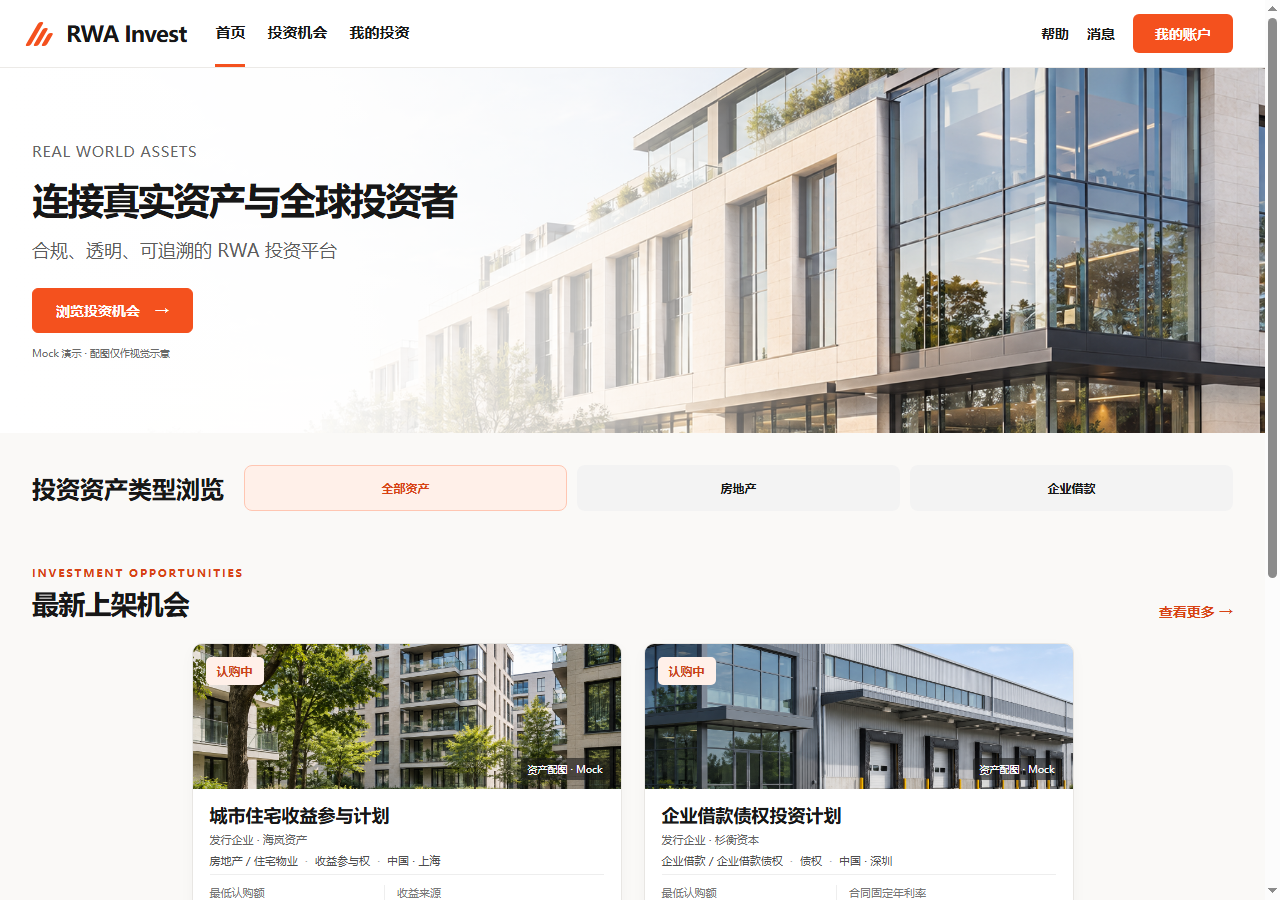 RWA Invest
首页
投资机会
我的投资
帮助
消息
我的账户
REAL WORLD ASSETS
连接真实资产与全球投资者
合规、透明、可追溯的 RWA 投资平台
浏览投资机会 →
Mock 演示 · 配图仅作视觉示意
投资资产类型浏览
全部资产
房地产
企业借款
INVESTMENT OPPORTUNITIES
最新上架机会
查看更多 →
认购中
资产配图 · Mock
城市住宅收益参与计划
发行企业 · 海岚资产
房地产 / 住宅物业 · 收益参与权 · 中国 · 上海
最低认购额
收益来源
认购中
资产配图 · Mock
企业借款债权投资计划
发行企业 · 杉衡资本
企业借款 / 企业借款债权 · 债权 · 中国 · 深圳
最低认购额
合同固定年利率